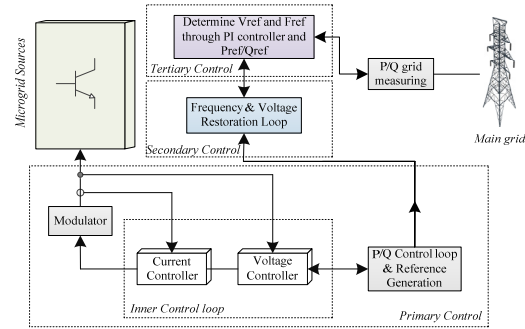 Microgrid Sources
Determine Vref and Fref
through PI controller and
Pref/Qref
Tertiary Control
P/Q grid
measuring
Main grid
Frequency & Voltage
Restoration Loop
Secondary Control
Modulator
Current
Controller
Voltage
Controller
P/Q Control loop
& Reference
Generation
Inner Control loop
Primary Control